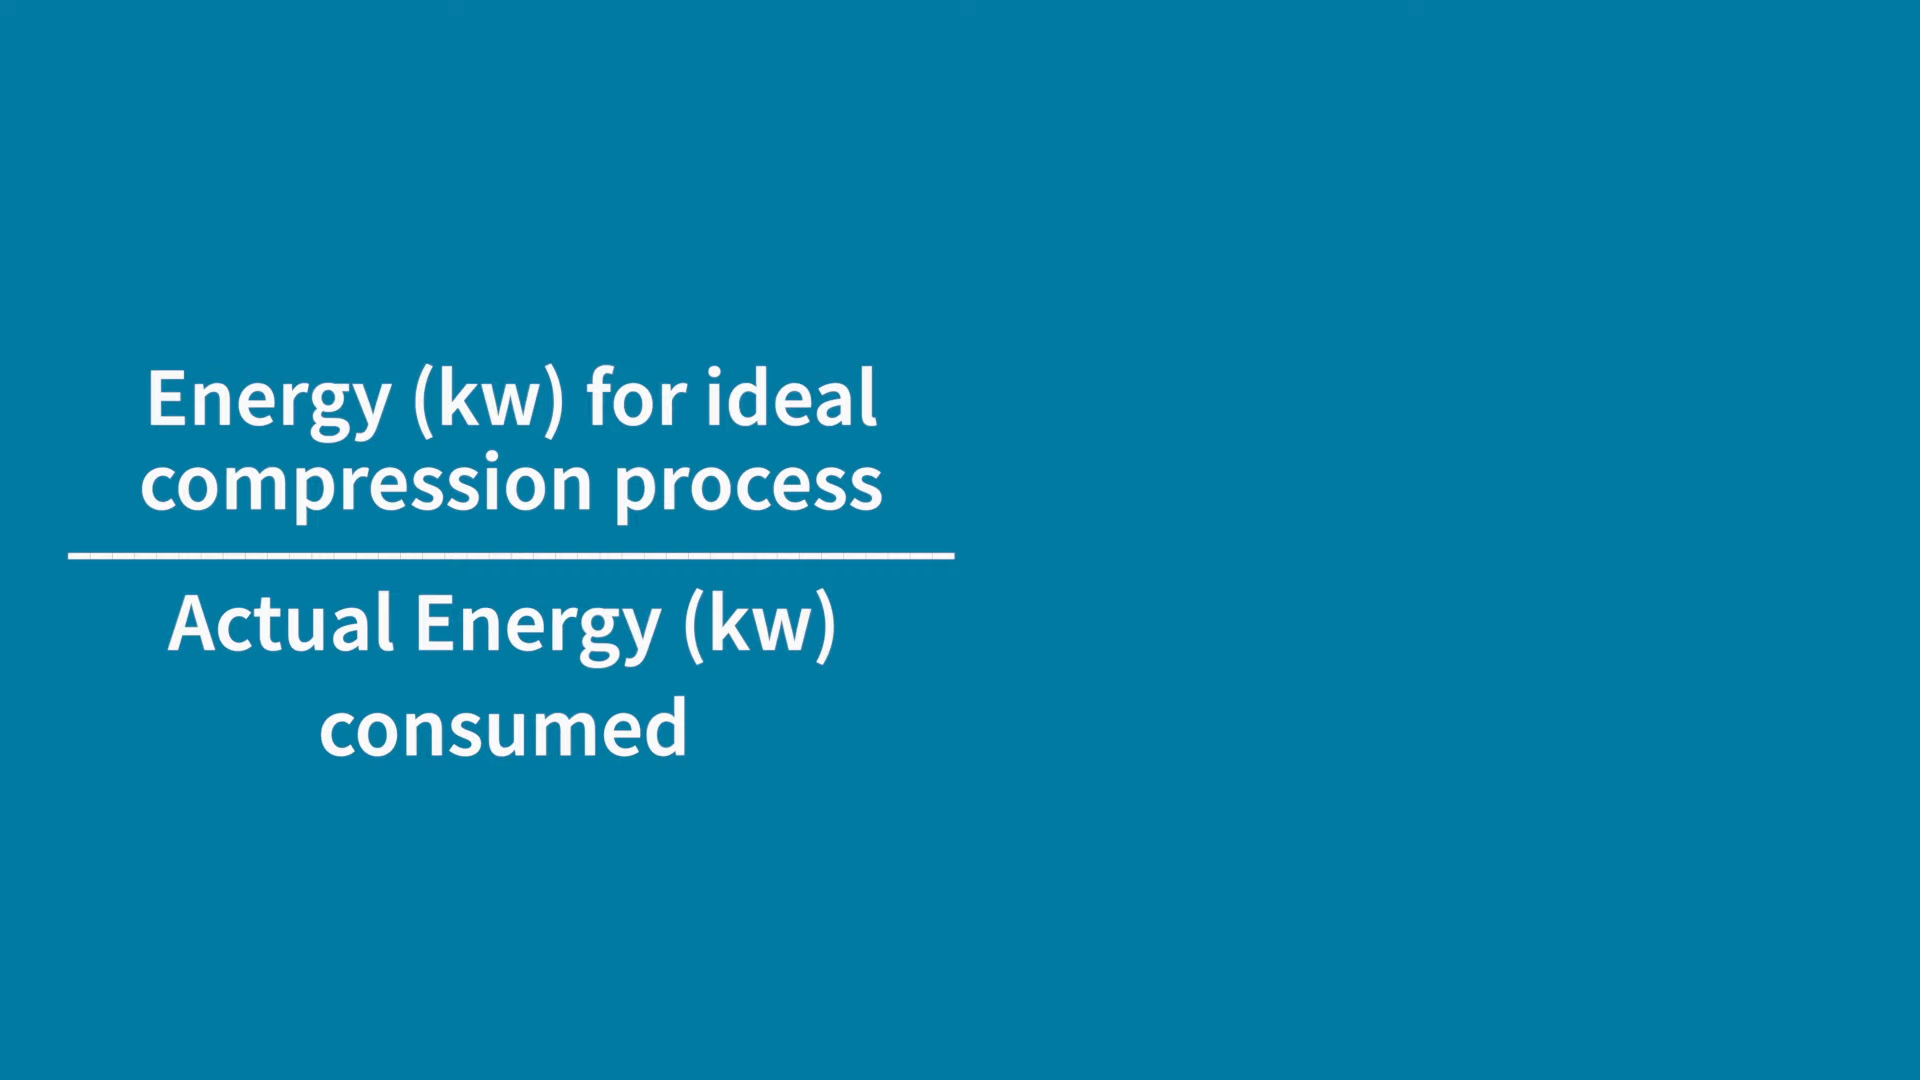 Energy (kw) for ideal
compression process
Actual Energy (kw)
consumed